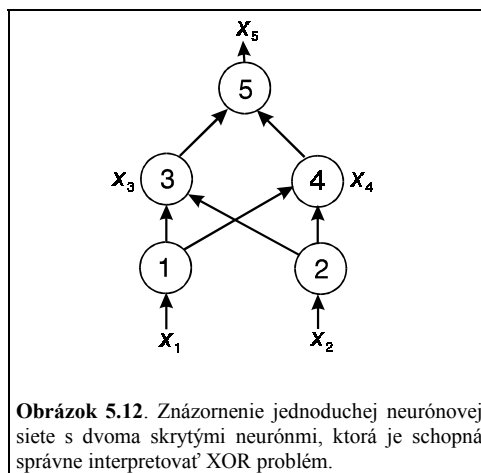 x₅
5
x₃ 3 4 x₄
1 2
x₁ x₂
Obrázok 5.12. Znázornenie jednoduchej neurónovej
siete s dvoma skrytými neurónmi, ktorá je schopná
správne interpretovať XOR problém.